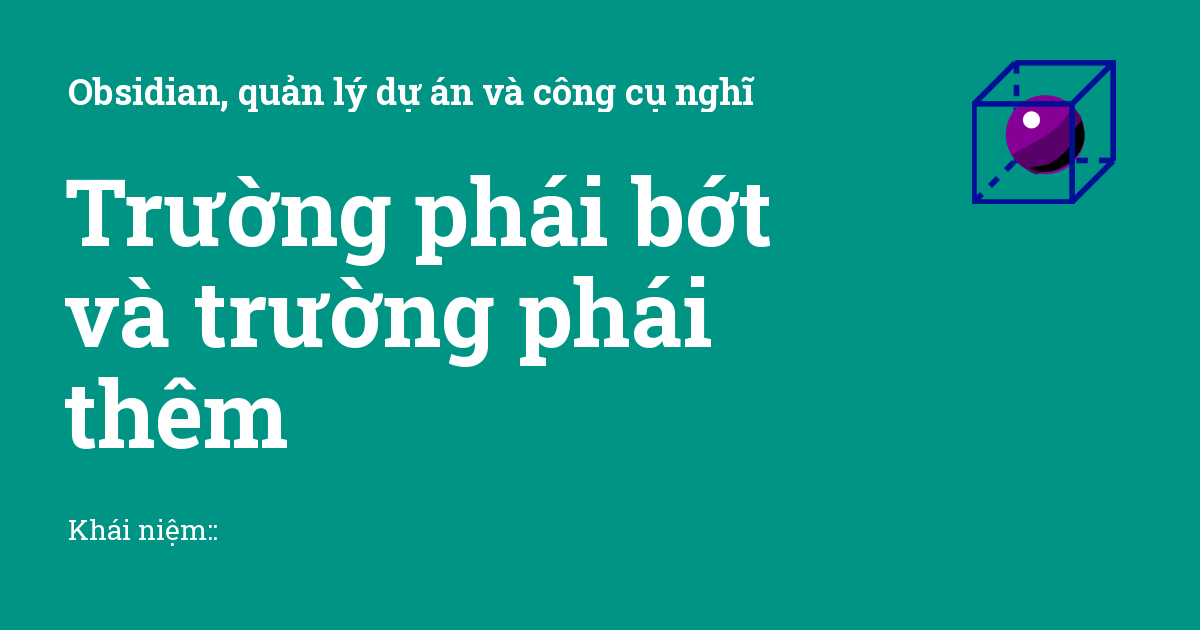 Obsidian, quản lý dự án và công cụ nghĩ
Trường phái bớt
và trường phái
thêm
Khái niệm::